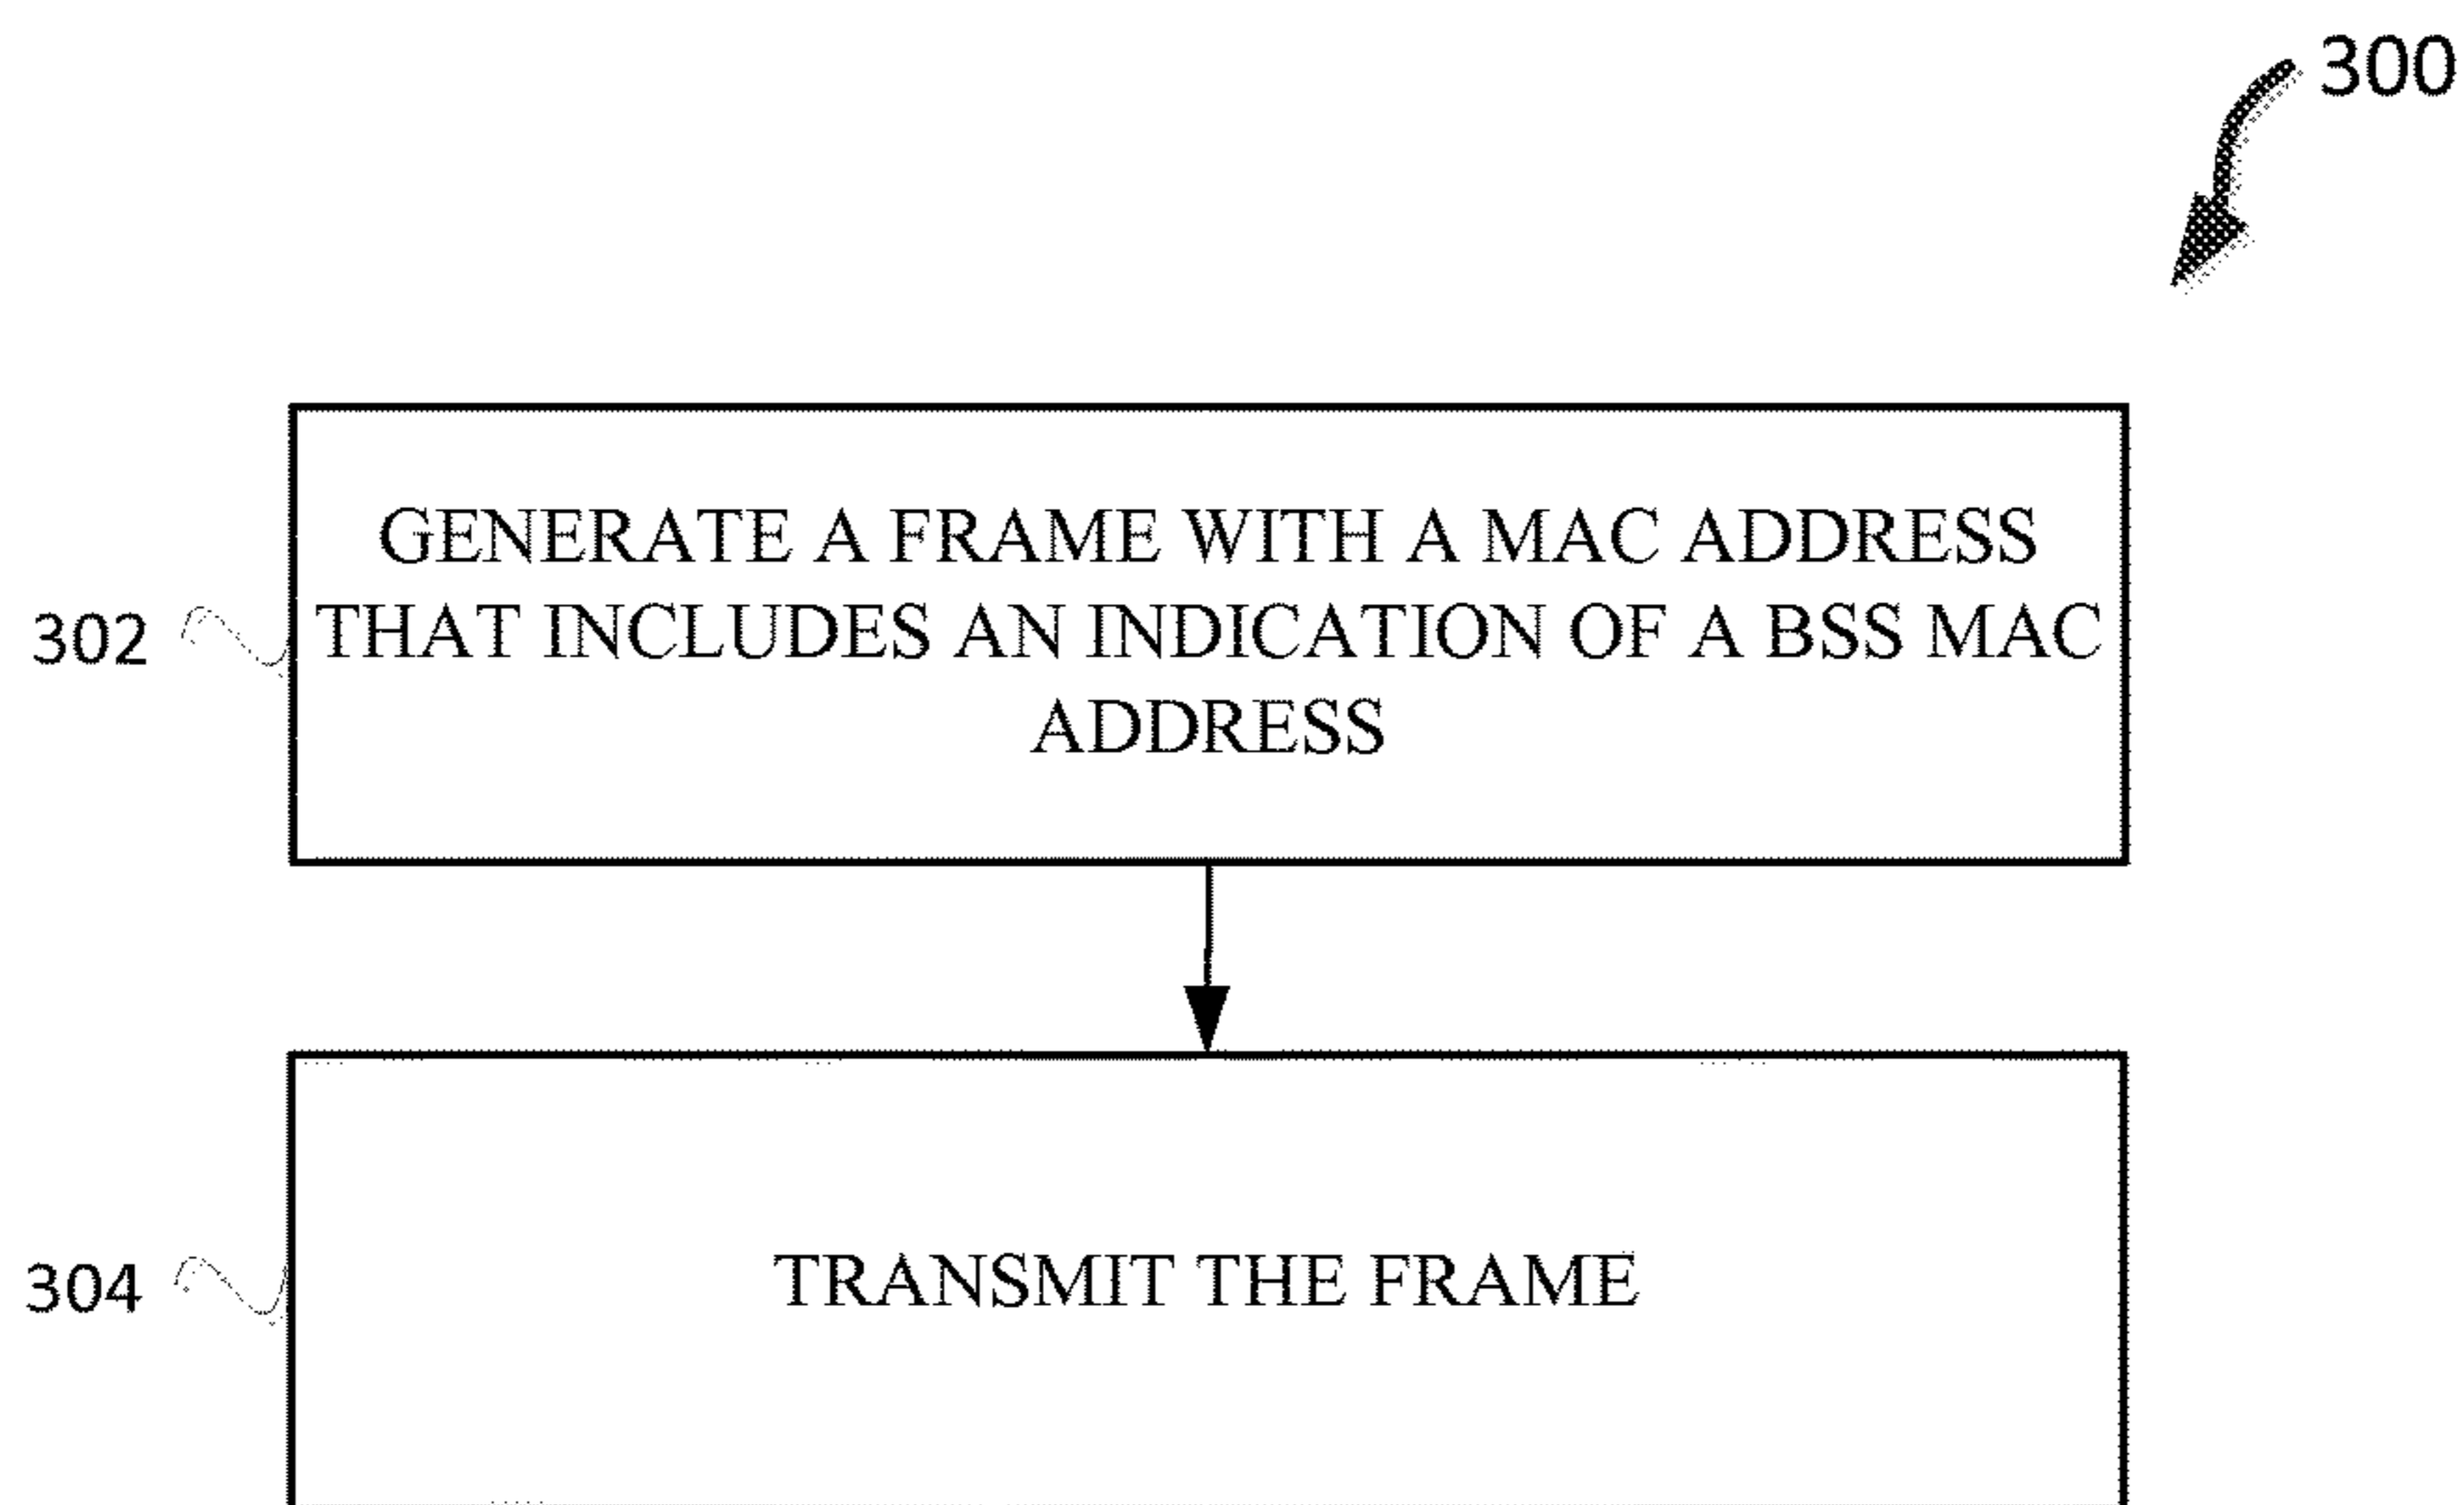 300
GENERATE A FRAME WITH A MAC ADDRESS
THAT INCLUDES AN INDICATION OF A BSS MAC
ADDRESS
302
TRANSMIT THE FRAME
304